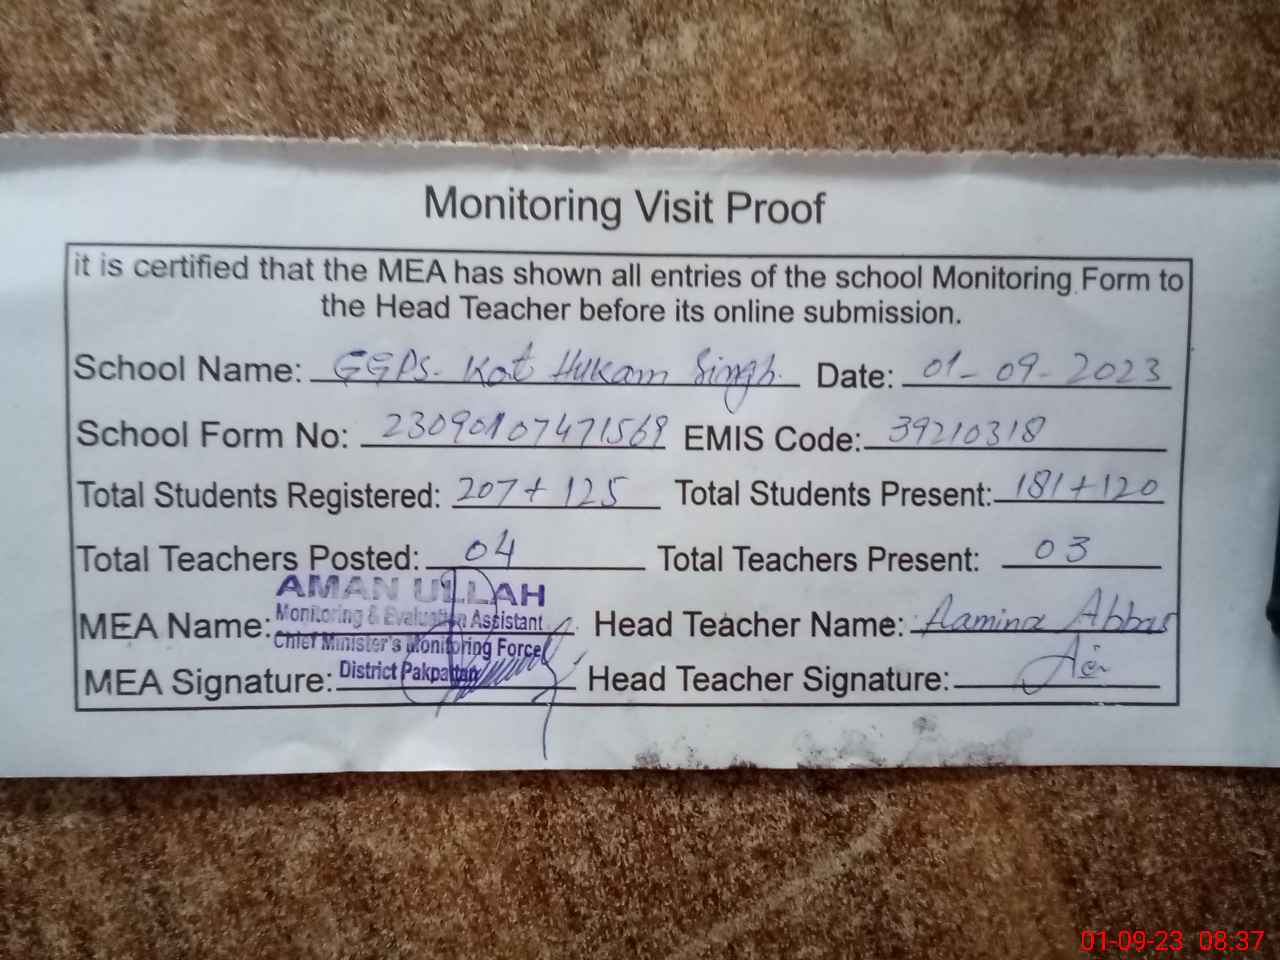 Monitoring Visit Proof
it is certified that the MEA has shown all entries of the school Monitoring Form to
the Head Teacher before its online submission.
School Name: GGPS. Kot Hukam Singh. Date: 01-09-2023
School Form No: 23090107471569 EMIS Code: 39210318
Total Students Registered: 207+125 Total Students Present: 181+120
Total Teachers Posted: 04 Total Teachers Present: 03
AMAN ULLAH
Monitoring & Evaluation Assistant
MEA Name: Head Teacher Name: Aamina Abbas
Chief Minister's Monitoring Force
District Pakpattan
MEA Signature: Head Teacher Signature:
01-09-23 08:37